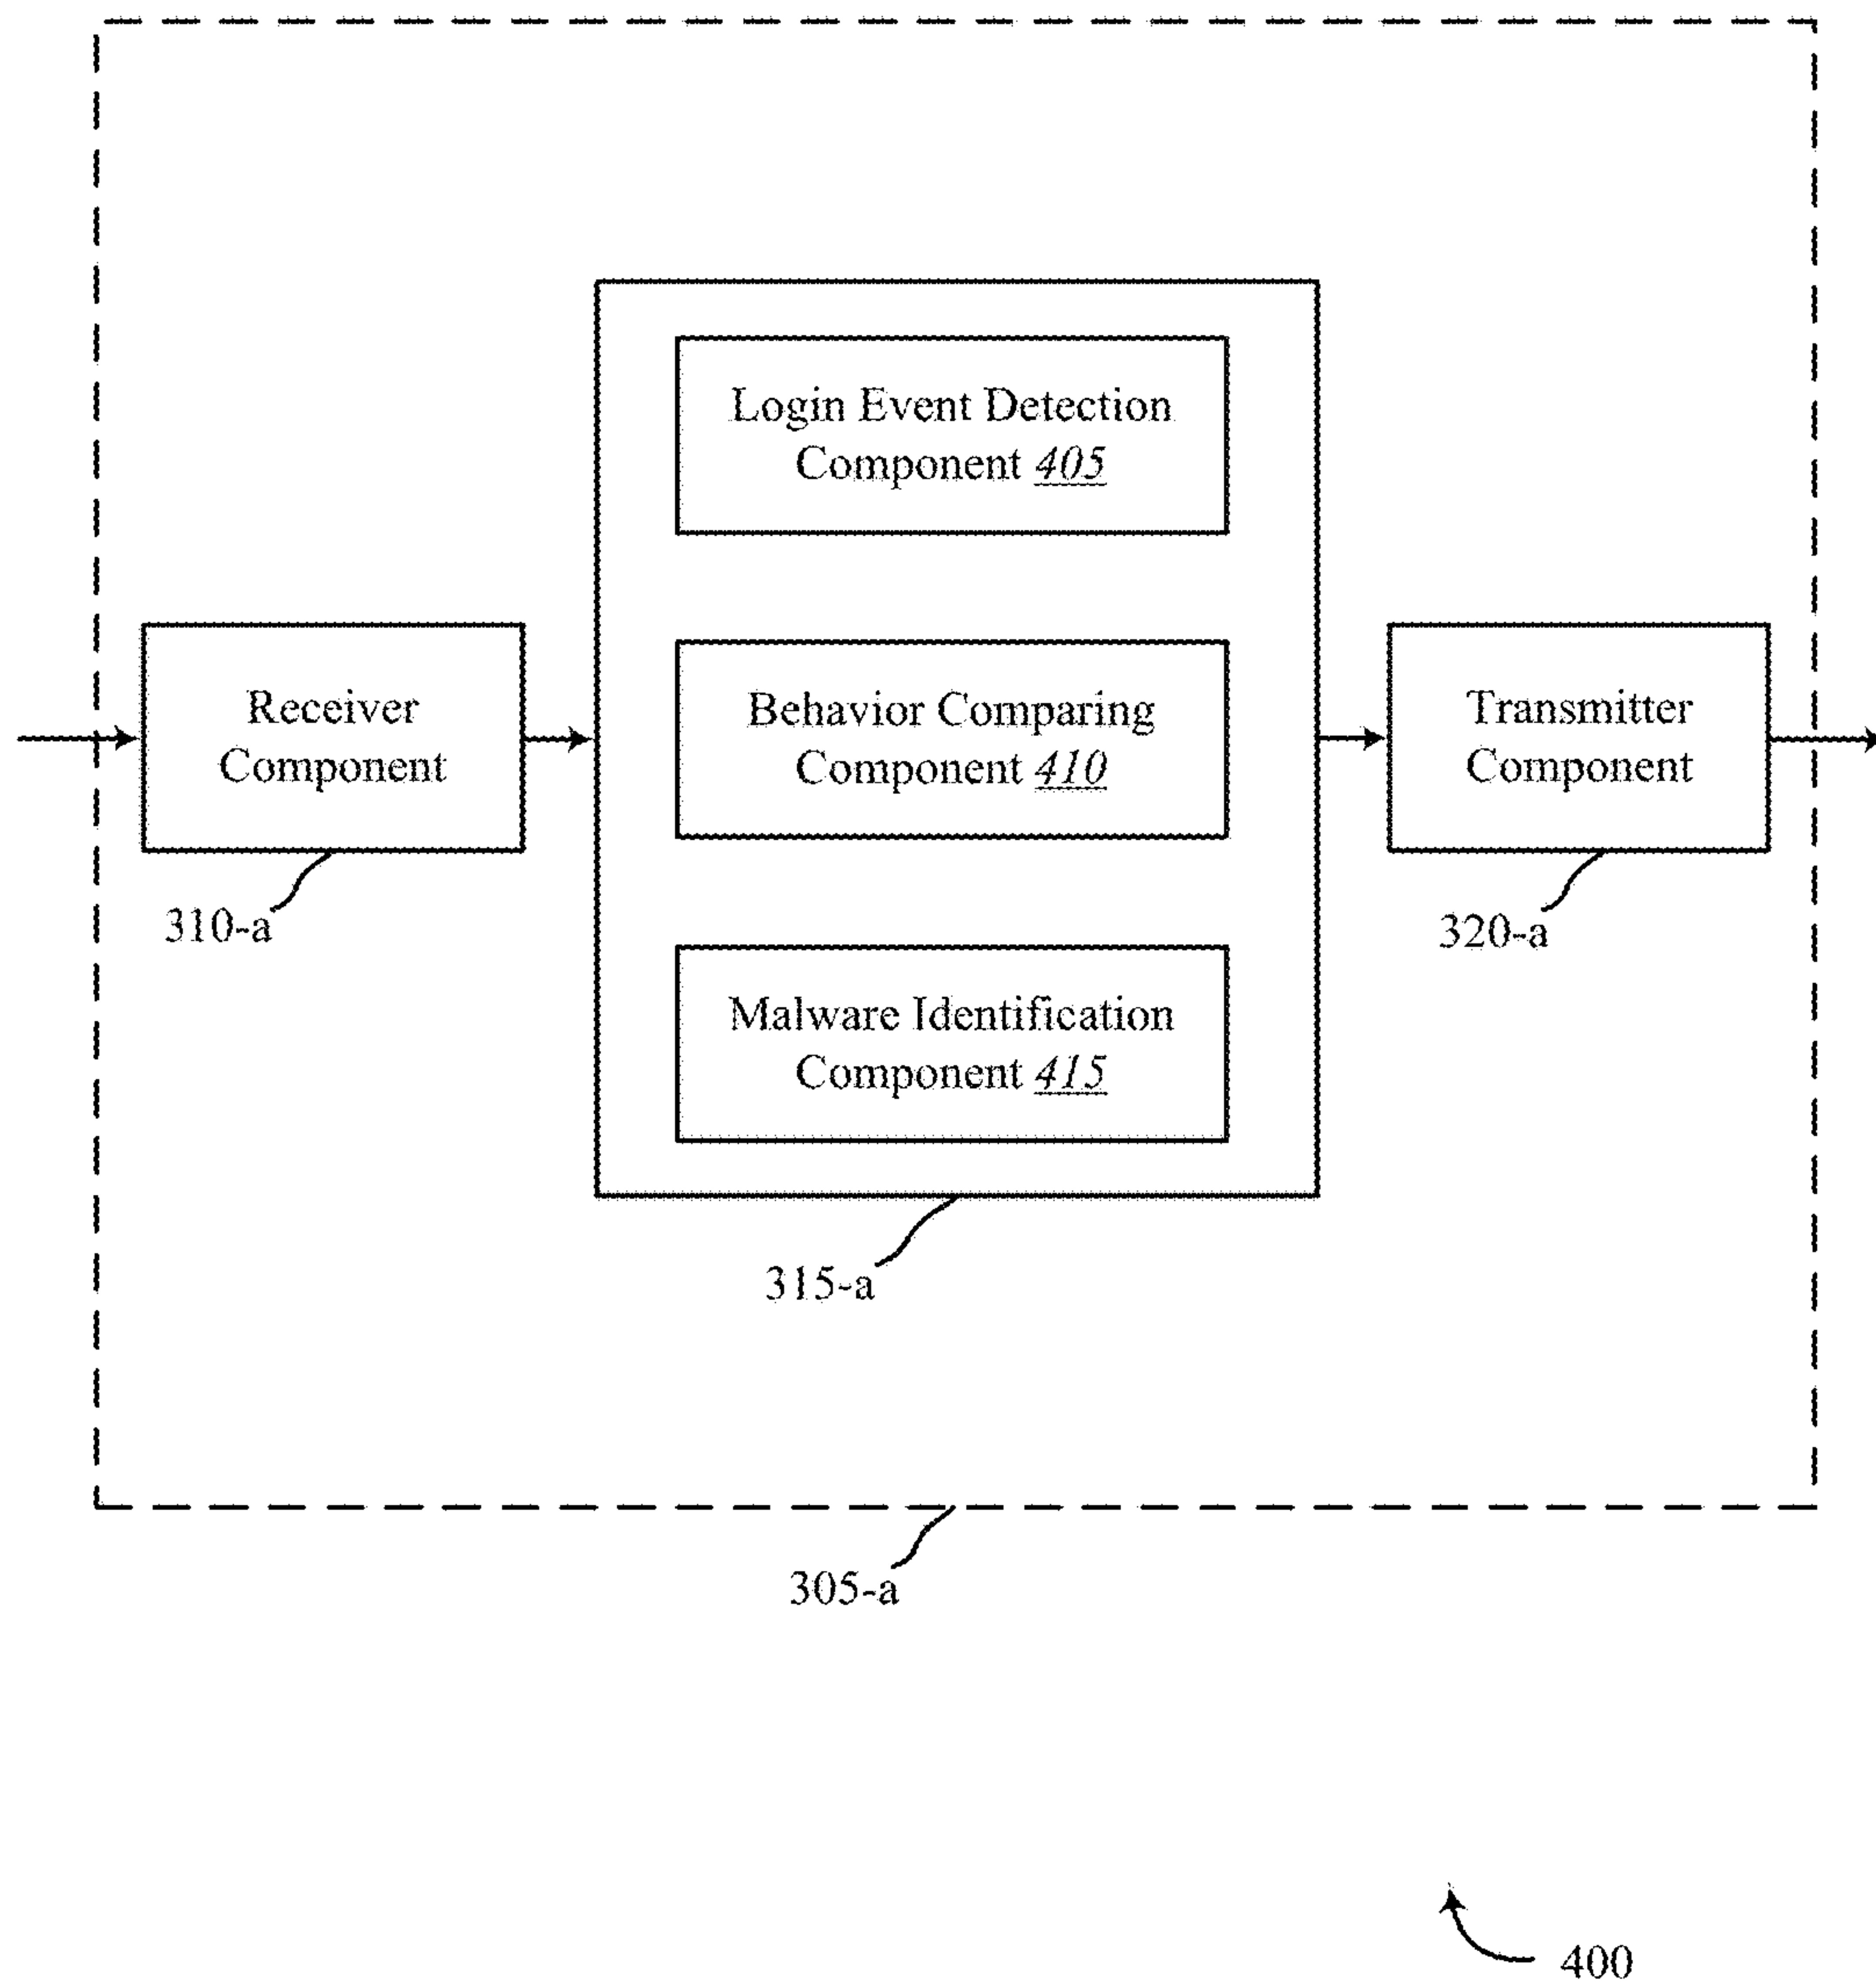 Login Event Detection
Component 405
Receiver
Component
Behavior Comparing
Component 410
Transmitter
Component
310-a
320-a
Malware Identification
Component 415
315-a
305-a
400